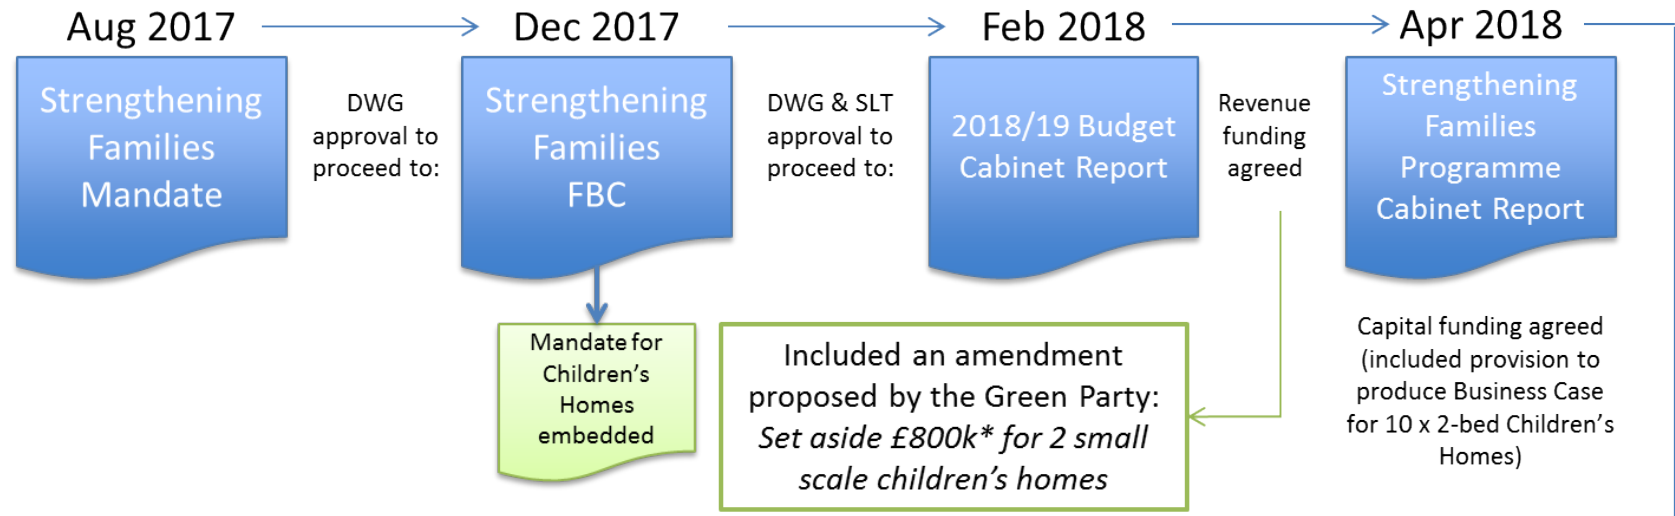 Aug 2017
Dec 2017
Feb 2018
Apr 2018
Strengthening
Families
Mandate
DWG
approval to
proceed to:
Strengthening
Families
FBC
DWG & SLT
approval to
proceed to:
2018/19 Budget
Cabinet Report
Revenue
funding
agreed
Strengthening
Families
Programme
Cabinet Report
Mandate for
Children’s
Homes
embedded
Included an amendment
proposed by the Green Party:
Set aside £800k* for 2 small
scale children’s homes
Capital funding agreed
(included provision to
produce Business Case
for 10 x 2-bed Children’s
Homes)